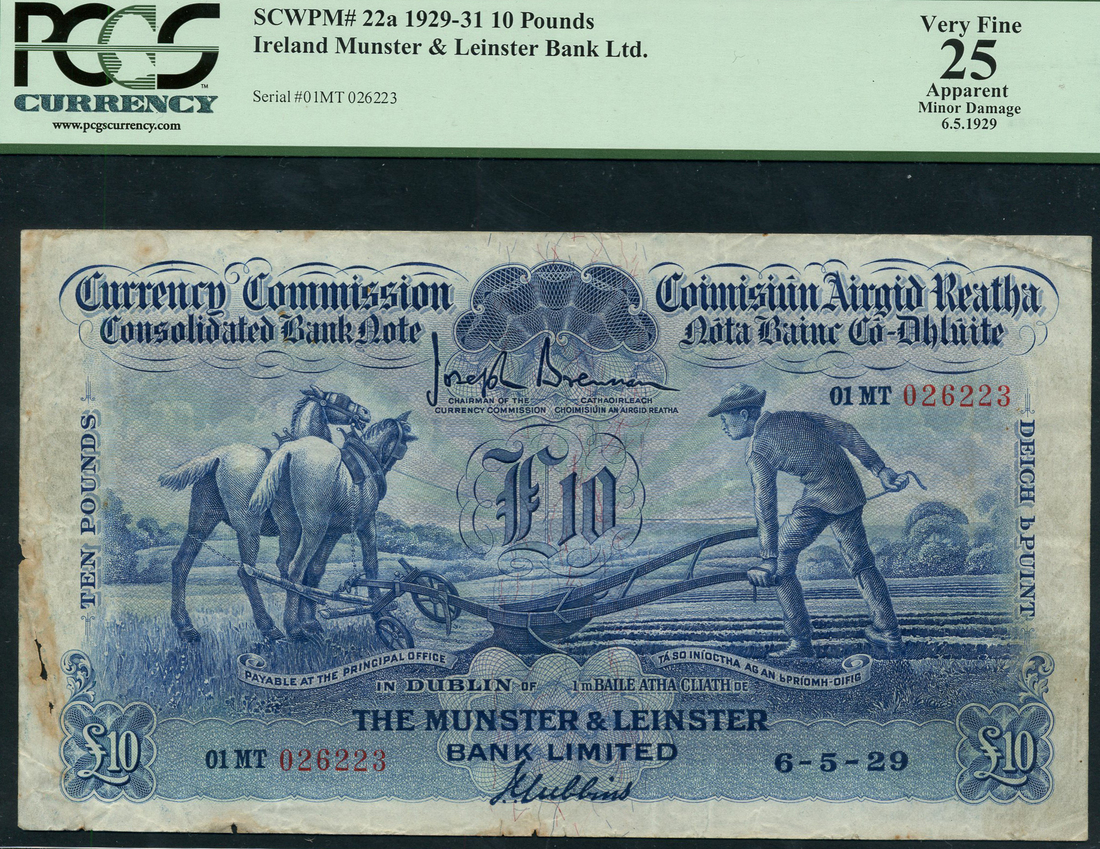 PCGS
™
CURRENCY
www.pcgscurrency.com
SCWPM# 22a 1929-31 10 Pounds
Ireland Munster & Leinster Bank Ltd.
Serial #01MT 026223
Very Fine
25
Apparent
Minor Damage
6.5.1929
Currency Commission
Consolidated Bank Note
Coimisiún Airgid Reatha
Nóta Bainc Có-Dhlúite
Joseph Brennan
CHAIRMAN OF THE
CURRENCY COMMISSION
CATHAOIRLEACH
CHOIMISIÚIN AN AIRGID REATHA
01 MT 026223
TEN POUNDS
£10
DEICH bPUINT
PAYABLE AT THE PRINCIPAL OFFICE
IN DUBLIN OF
TÁ SO INÍOCTHA AG AN bPRÍOMH-OIFIG
I mBAILE ATHA CLIATH DE
THE MUNSTER & LEINSTER
BANK LIMITED
£10
01 MT 026223
6-5-29
£10